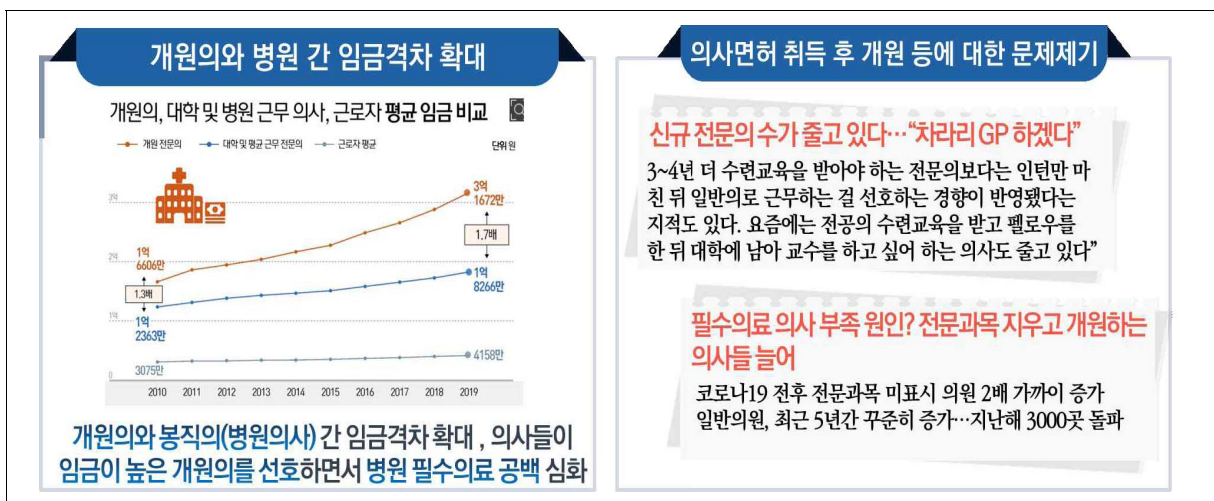 개원의와 병원 간 임금격차 확대
개원의, 대학 및 병원 근무 의사, 근로자 평균 임금 비교
개원 전문의 대학 및 평균 근무 전문의 근로자 평균 단위 원
3억
2억
1억
0
1억
6606만
1.3배
1억
2363만
3075만
3억
1672만
1.7배
1억
8266만
4158만
2010 2011 2012 2013 2014 2015 2016 2017 2018 2019
개원의와 봉직의(병원의사) 간 임금격차 확대 , 의사들이
임금이 높은 개원의를 선호하면서 병원 필수의료 공백 심화
의사면허 취득 후 개원 등에 대한 문제제기
신규 전문의 수가 줄고 있다…“차라리 GP 하겠다”
3~4년 더 수련교육을 받아야 하는 전문의보다는 인턴만 마
친 뒤 일반의로 근무하는 걸 선호하는 경향이 반영됐다는
지적도 있다. 요즘에는 전공의 수련교육을 받고 펠로우를
한 뒤 대학에 남아 교수를 하고 싶어 하는 의사도 줄고 있다”
필수의료 의사 부족 원인? 전문과목 지우고 개원하는
의사들 늘어
코로나19 전후 전문과목 미표시 의원 2배 가까이 증가
일반의원, 최근 5년간 꾸준히 증가…지난해 3000곳 돌파